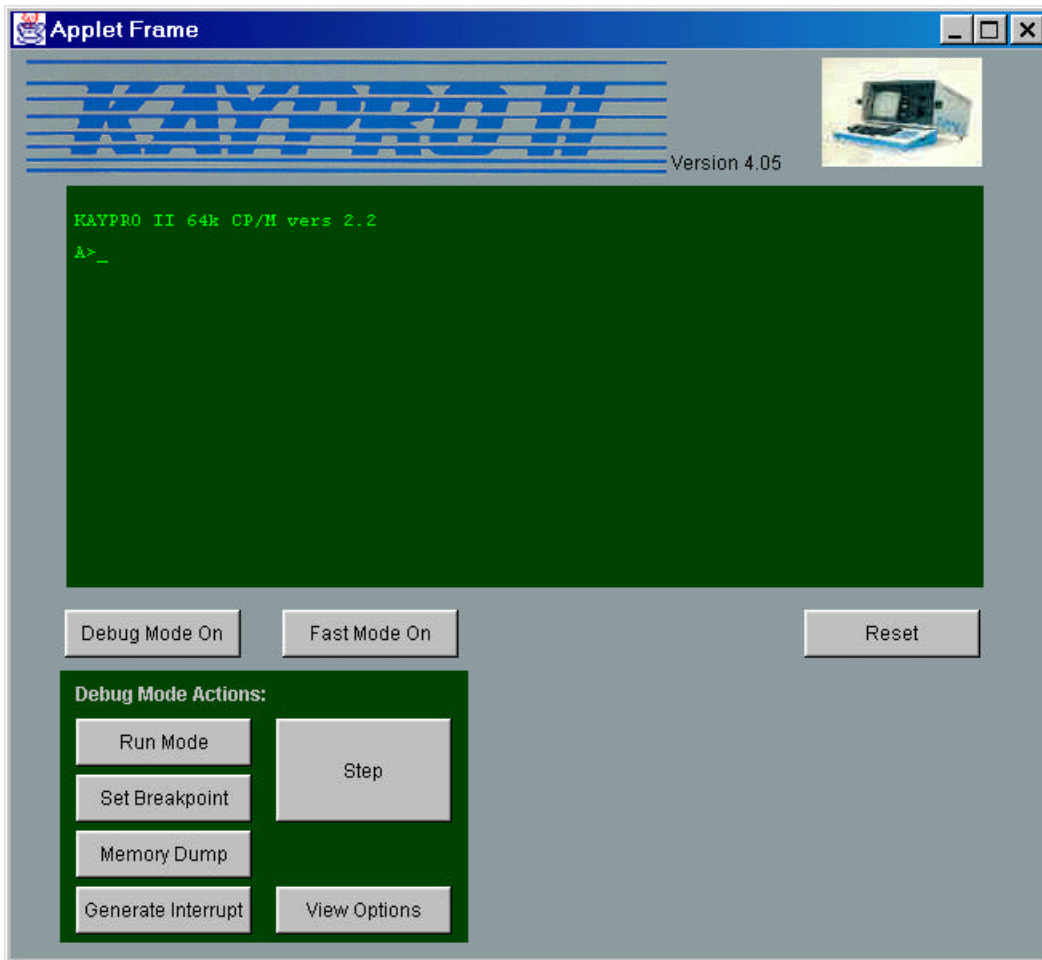 Applet Frame
KAYPRO II
Version 4.05
KAYPRO II 64k CP/M vers 2.2
A>_
Debug Mode On
Fast Mode On
Reset
Debug Mode Actions:
Run Mode
Step
Set Breakpoint
Memory Dump
Generate Interrupt
View Options